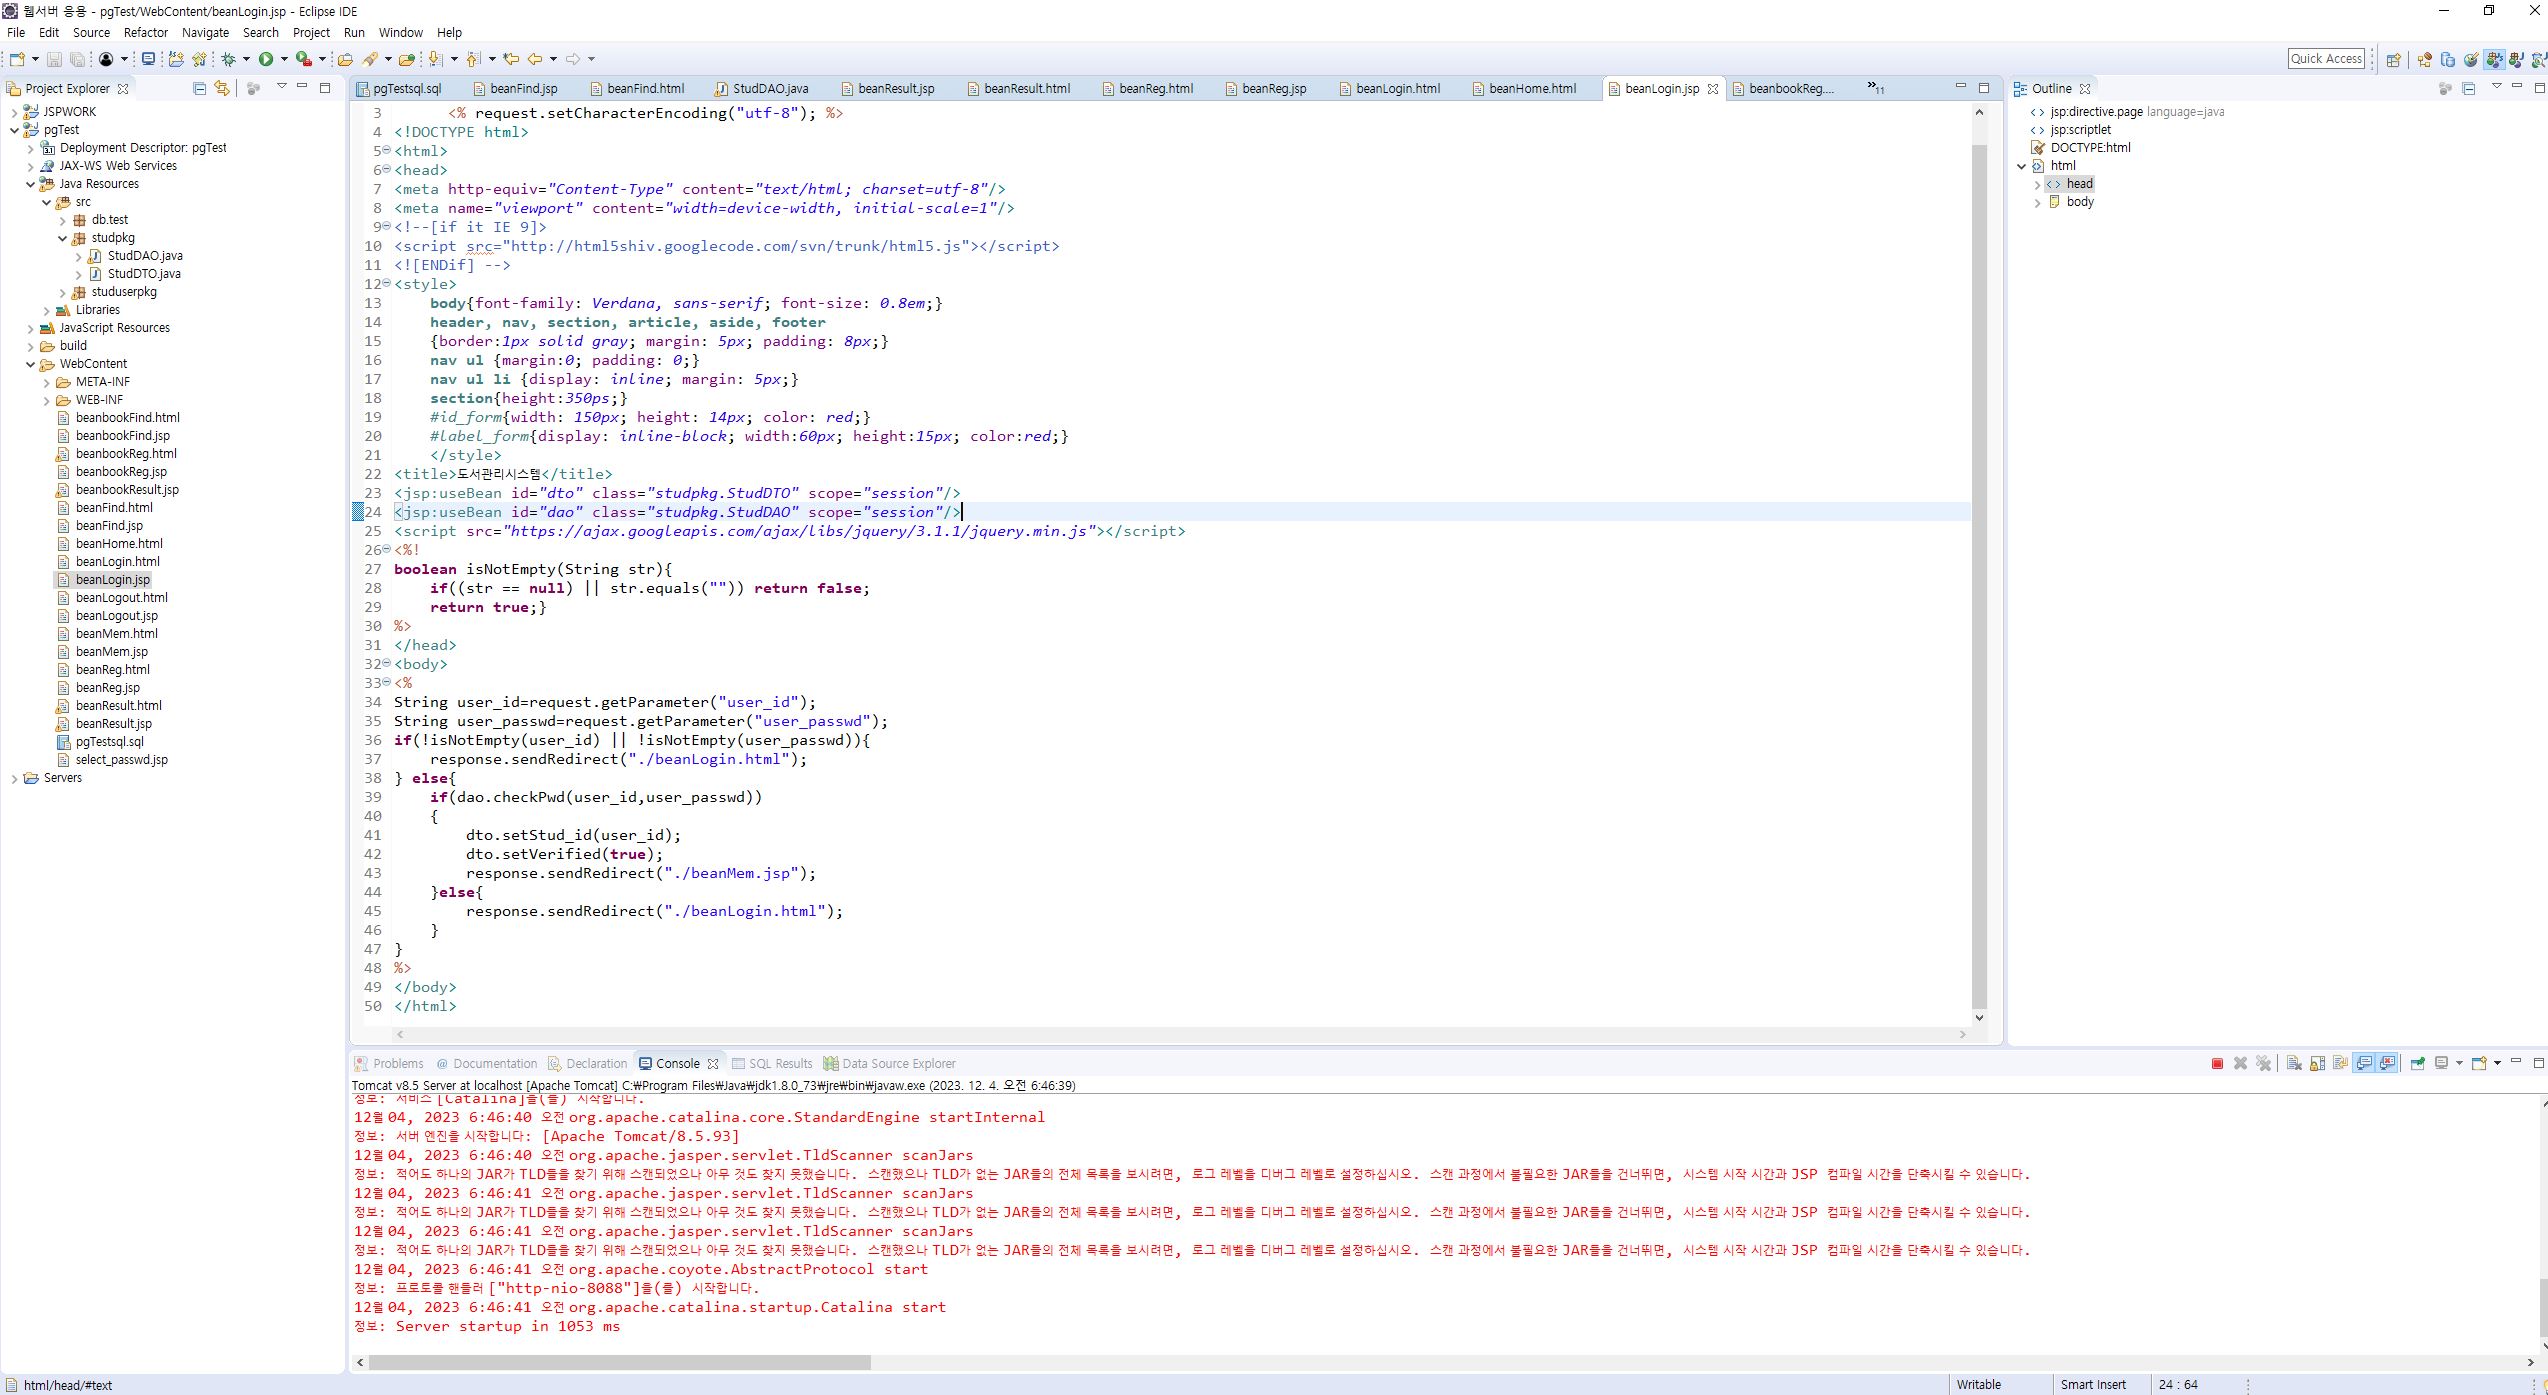 웹서버 응용 - pgTest/WebContent/beanLogin.jsp - Eclipse IDE
File Edit Source Refactor Navigate Search Project Run Window Help
Quick Access
Project Explorer
JSPWORK
pgTest
Deployment Descriptor: pgTest
JAX-WS Web Services
Java Resources
src
db.test
studpkg
StudDAO.java
StudDTO.java
studuserpkg
Libraries
JavaScript Resources
build
WebContent
META-INF
WEB-INF
beanbookFind.html
beanbookFind.jsp
beanbookReg.html
beanbookReg.jsp
beanbookResult.jsp
beanFind.html
beanFind.jsp
beanHome.html
beanLogin.html
beanLogin.jsp
beanLogout.html
beanLogout.jsp
beanMem.html
beanMem.jsp
beanReg.html
beanReg.jsp
beanResult.html
beanResult.jsp
pgTestsql.sql
select_passwd.jsp
Servers
pgTestsql.sql beanFind.jsp beanFind.html StudDAO.java beanResult.jsp beanResult.html beanReg.html beanReg.jsp beanLogin.html beanHome.html beanLogin.jsp beanbookReg.... »11
3 <% request.setCharacterEncoding("utf-8"); %>
4 <!DOCTYPE html>
5 <html>
6 <head>
7 <meta http-equiv="Content-Type" content="text/html; charset=utf-8"/>
8 <meta name="viewport" content="width=device-width, initial-scale=1"/>
9 <!--[if it IE 9]>
10 <script src="http://html5shiv.googlecode.com/svn/trunk/html5.js"></script>
11 <![ENDif] -->
12 <style>
13 body{font-family: Verdana, sans-serif; font-size: 0.8em;}
14 header, nav, section, article, aside, footer
15 {border:1px solid gray; margin: 5px; padding: 8px;}
16 nav ul {margin:0; padding: 0;}
17 nav ul li {display: inline; margin: 5px;}
18 section{height:350ps;}
19 #id_form{width: 150px; height: 14px; color: red;}
20 #label_form{display: inline-block; width:60px; height:15px; color:red;}
21 </style>
22 <title>도서관리시스템</title>
23 <jsp:useBean id="dto" class="studpkg.StudDTO" scope="session"/>
24 <jsp:useBean id="dao" class="studpkg.StudDAO" scope="session"/>
25 <script src="https://ajax.googleapis.com/ajax/libs/jquery/3.1.1/jquery.min.js"></script>
26 <%!
27 boolean isNotEmpty(String str){
28 if((str == null) || str.equals("")) return false;
29 return true;}
30 %>
31 </head>
32 <body>
33 <%
34 String user_id=request.getParameter("user_id");
35 String user_passwd=request.getParameter("user_passwd");
36 if(!isNotEmpty(user_id) || !isNotEmpty(user_passwd)){
37 response.sendRedirect("./beanLogin.html");
38 } else{
39 if(dao.checkPwd(user_id,user_passwd))
40 {
41 dto.setStud_id(user_id);
42 dto.setVerified(true);
43 response.sendRedirect("./beanMem.jsp");
44 }else{
45 response.sendRedirect("./beanLogin.html");
46 }
47 }
48 %>
49 </body>
50 </html>
Outline
jsp:directive.page language=java
jsp:scriptlet
DOCTYPE:html
html
head
body
Problems @ Documentation Declaration Console SQL Results Data Source Explorer
Tomcat v8.5 Server at localhost [Apache Tomcat] C:₩Program Files₩Java₩jdk1.8.0_73₩jre₩bin₩javaw.exe (2023. 12. 4. 오전 6:46:39)
정보: 서비스 [Catalina]을(를) 시작합니다.
12월 04, 2023 6:46:40 오전 org.apache.catalina.core.StandardEngine startInternal
정보: 서버 엔진을 시작합니다: [Apache Tomcat/8.5.93]
12월 04, 2023 6:46:40 오전 org.apache.jasper.servlet.TldScanner scanJars
정보: 적어도 하나의 JAR가 TLD들을 찾기 위해 스캔되었으나 아무 것도 찾지 못했습니다. 스캔했으나 TLD가 없는 JAR들의 전체 목록을 보시려면, 로그 레벨을 디버그 레벨로 설정하십시오. 스캔 과정에서 불필요한 JAR들을 건너뛰면, 시스템 시작 시간과 JSP 컴파일 시간을 단축시킬 수 있습니다.
12월 04, 2023 6:46:41 오전 org.apache.jasper.servlet.TldScanner scanJars
정보: 적어도 하나의 JAR가 TLD들을 찾기 위해 스캔되었으나 아무 것도 찾지 못했습니다. 스캔했으나 TLD가 없는 JAR들의 전체 목록을 보시려면, 로그 레벨을 디버그 레벨로 설정하십시오. 스캔 과정에서 불필요한 JAR들을 건너뛰면, 시스템 시작 시간과 JSP 컴파일 시간을 단축시킬 수 있습니다.
12월 04, 2023 6:46:41 오전 org.apache.jasper.servlet.TldScanner scanJars
정보: 적어도 하나의 JAR가 TLD들을 찾기 위해 스캔되었으나 아무 것도 찾지 못했습니다. 스캔했으나 TLD가 없는 JAR들의 전체 목록을 보시려면, 로그 레벨을 디버그 레벨로 설정하십시오. 스캔 과정에서 불필요한 JAR들을 건너뛰면, 시스템 시작 시간과 JSP 컴파일 시간을 단축시킬 수 있습니다.
12월 04, 2023 6:46:41 오전 org.apache.coyote.AbstractProtocol start
정보: 프로토콜 핸들러 ["http-nio-8088"]을(를) 시작합니다.
12월 04, 2023 6:46:41 오전 org.apache.catalina.startup.Catalina start
정보: Server startup in 1053 ms
html/head/#text Writable Smart Insert 24 : 64